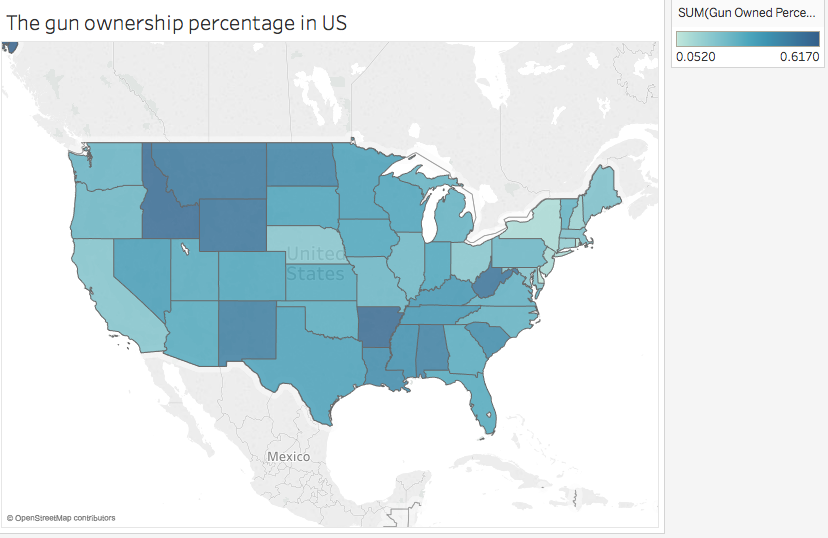 The gun ownership percentage in US
SUM(Gun Owned Perce...
0.0520 0.6170
United
States
Mexico
© OpenStreetMap contributors